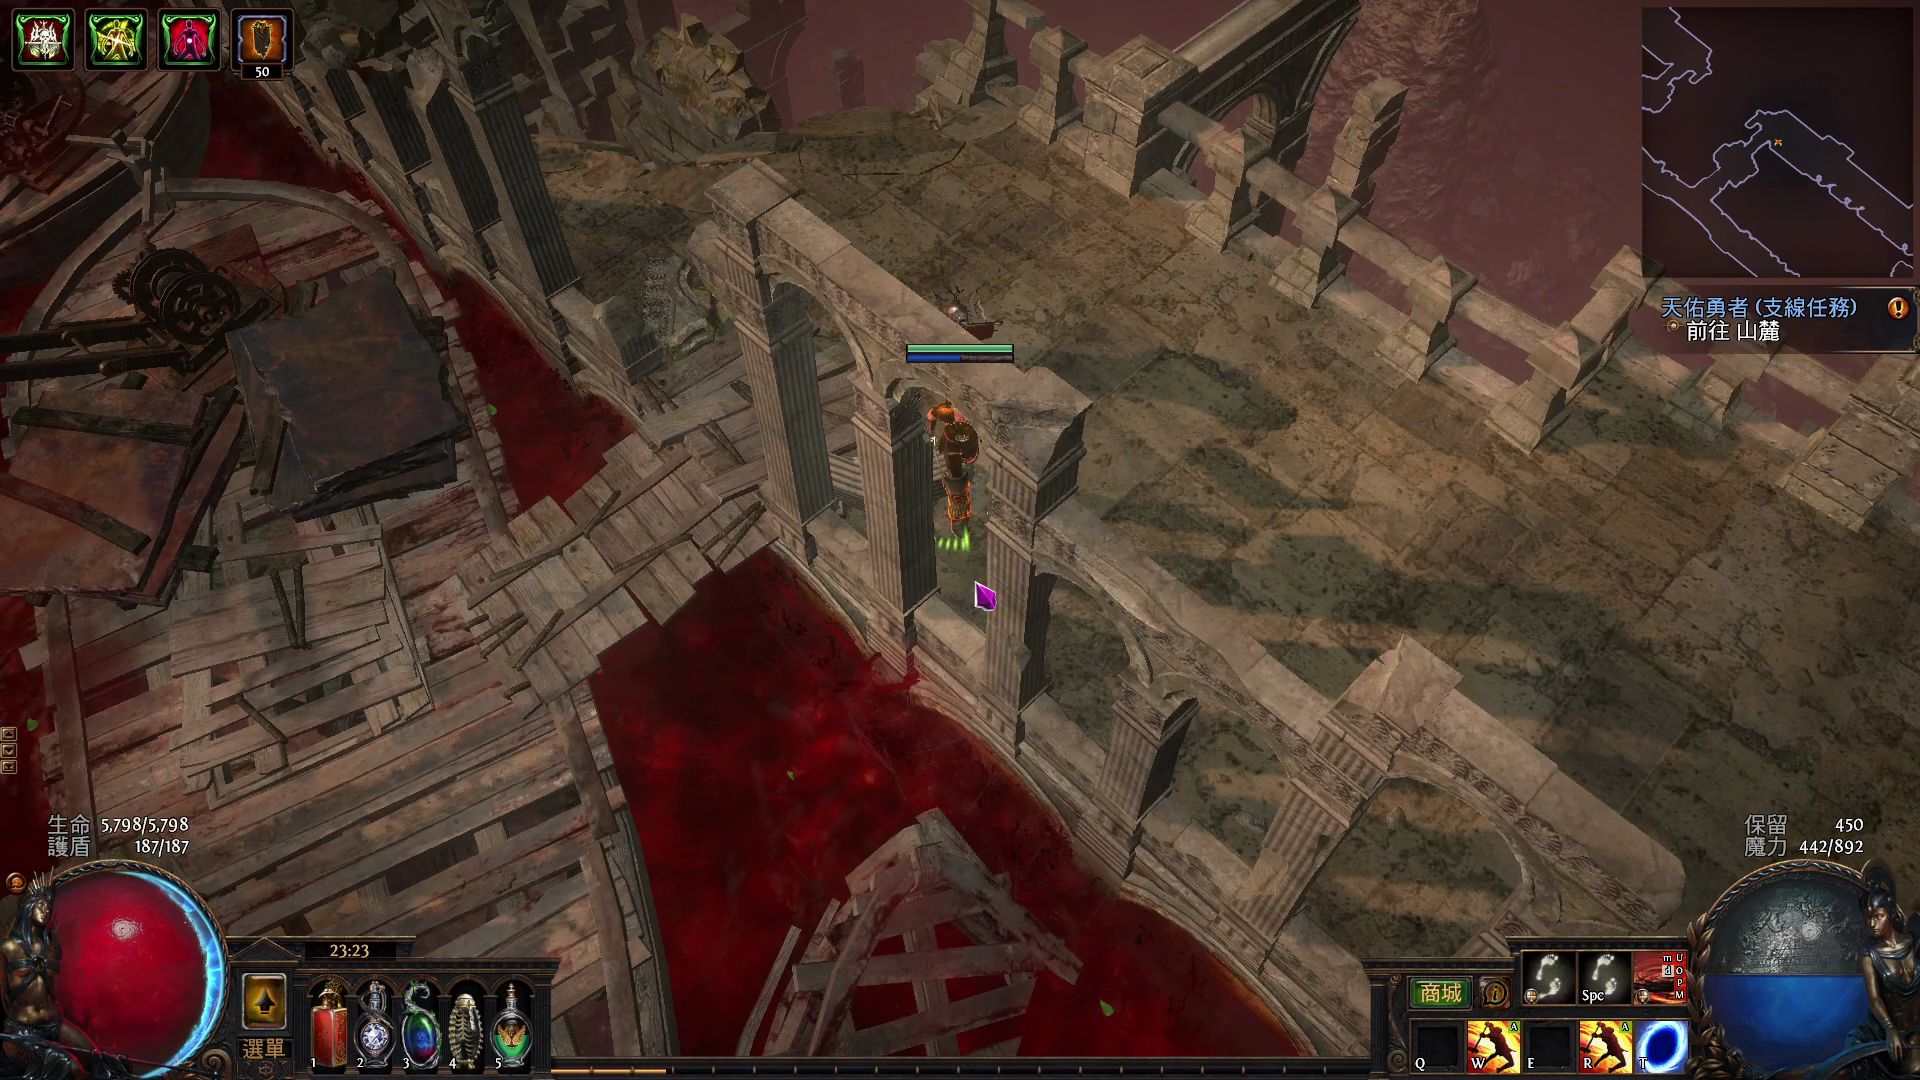 50
天佑勇者 (支線任務)
前往 山麓
生命 5,798/5,798
護盾 187/187
保留 450
魔力 442/892
23:23
選單
1
2
3
4
5
商城
Spc
m U
d O
P
M
Q
W A
E
R A
T